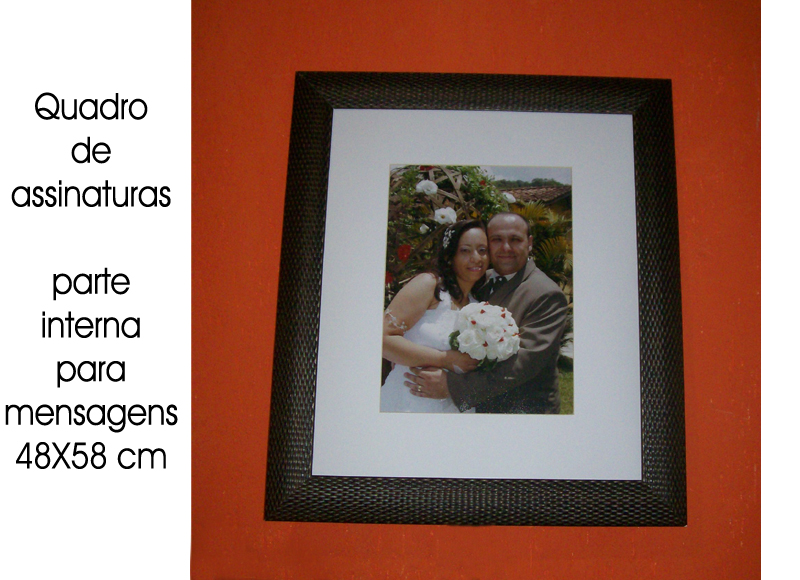 Quadro
de
assinaturas
parte
interna
para
mensagens
48X58 cm